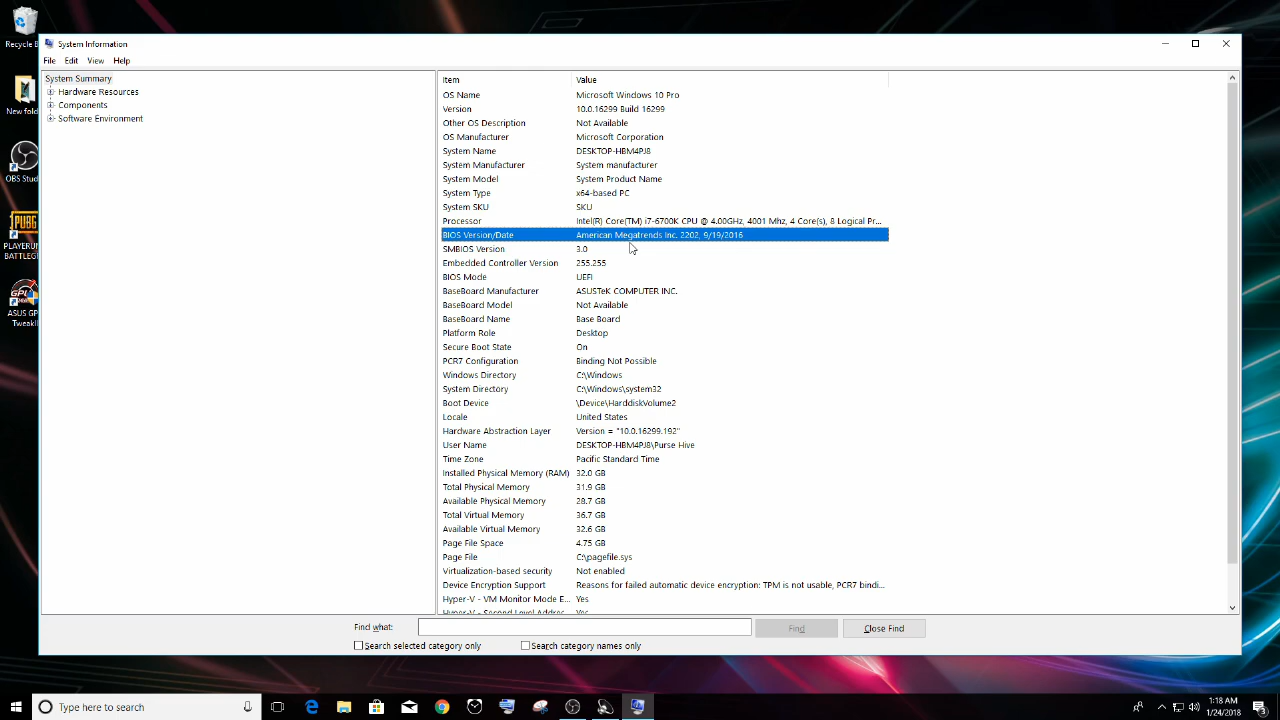 Recycle B
New fold
OBS Stud
PUBG
PLAYERUN
BATTLEGI
GPU
ASUS GP
TweakII
System Information
File Edit View Help
System Summary
Hardware Resources
Components
Software Environment
Item Value
OS Name Microsoft Windows 10 Pro
Version 10.0.16299 Build 16299
Other OS Description Not Available
OS Manufacturer Microsoft Corporation
System Name DESKTOP-HBM4PJ8
System Manufacturer System manufacturer
System Model System Product Name
System Type x64-based PC
System SKU SKU
Processor Intel(R) Core(TM) i7-6700K CPU @ 4.00GHz, 4001 Mhz, 4 Core(s), 8 Logical Pr...
BIOS Version/Date American Megatrends Inc. 2202, 9/19/2016
SMBIOS Version 3.0
Embedded Controller Version 255.255
BIOS Mode UEFI
BaseBoard Manufacturer ASUSTeK COMPUTER INC.
BaseBoard Model Not Available
BaseBoard Name Base Board
Platform Role Desktop
Secure Boot State On
PCR7 Configuration Binding Not Possible
Windows Directory C:\Windows
System Directory C:\Windows\system32
Boot Device \Device\HarddiskVolume2
Locale United States
Hardware Abstraction Layer Version = "10.0.16299.192"
User Name DESKTOP-HBM4PJ8\Purse Hive
Time Zone Pacific Standard Time
Installed Physical Memory (RAM) 32.0 GB
Total Physical Memory 31.9 GB
Available Physical Memory 28.7 GB
Total Virtual Memory 36.7 GB
Available Virtual Memory 32.6 GB
Page File Space 4.75 GB
Page File C:\pagefile.sys
Virtualization-based security Not enabled
Device Encryption Support Reasons for failed automatic device encryption: TPM is not usable, PCR7 bindi...
Hyper-V - VM Monitor Mode E... Yes
Hyper-V - Second Level Addres... Yes
Find what: Find Close Find
Search selected category only Search category names only
Type here to search
1:18 AM
1/24/2018
3